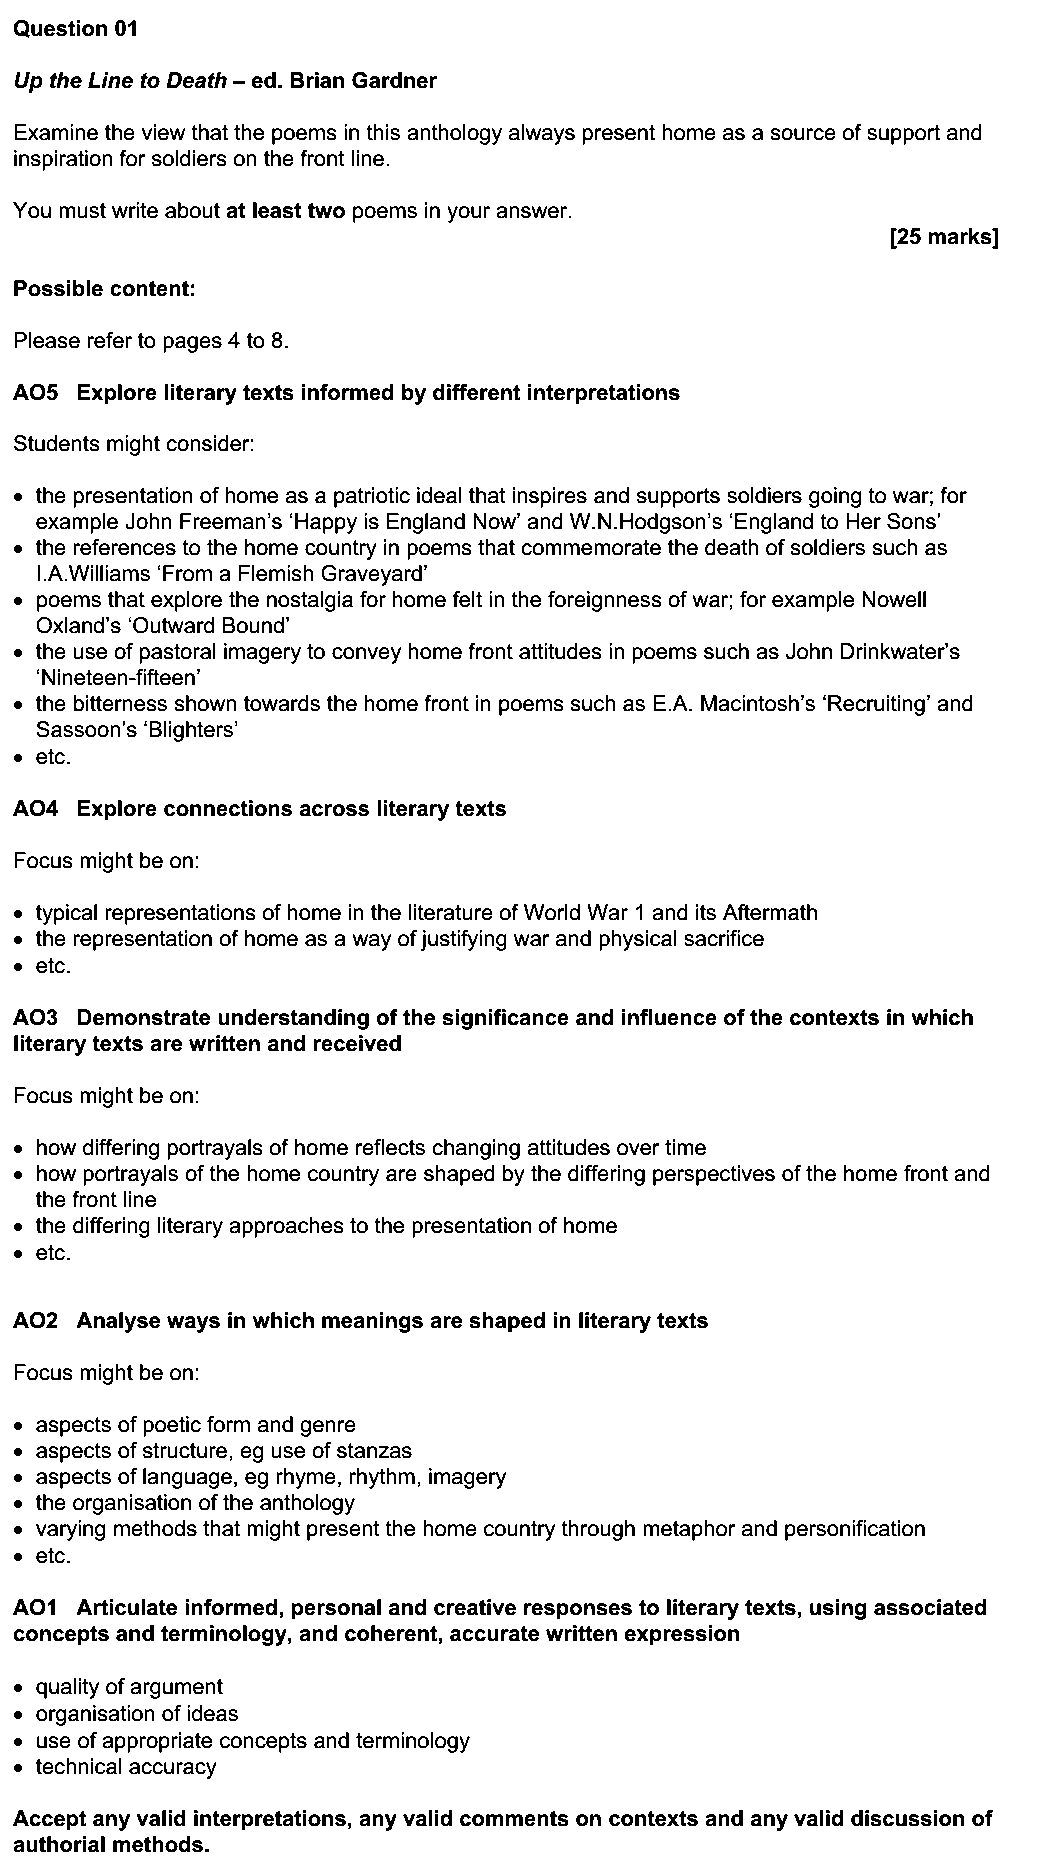 Question 01
Up the Line to Death – ed. Brian Gardner
Examine the view that the poems in this anthology always present home as a source of support and
inspiration for soldiers on the front line.
You must write about at least two poems in your answer.
[25 marks]
Possible content:
Please refer to pages 4 to 8.
AO5 Explore literary texts informed by different interpretations
Students might consider:
• the presentation of home as a patriotic ideal that inspires and supports soldiers going to war; for
example John Freeman's 'Happy is England Now' and W.N.Hodgson's 'England to Her Sons'
• the references to the home country in poems that commemorate the death of soldiers such as
I.A.Williams 'From a Flemish Graveyard'
• poems that explore the nostalgia for home felt in the foreignness of war; for example Nowell
Oxland's 'Outward Bound'
• the use of pastoral imagery to convey home front attitudes in poems such as John Drinkwater's
'Nineteen-fifteen'
• the bitterness shown towards the home front in poems such as E.A. Macintosh's 'Recruiting' and
Sassoon's 'Blighters'
• etc.
AO4 Explore connections across literary texts
Focus might be on:
• typical representations of home in the literature of World War 1 and its Aftermath
• the representation of home as a way of justifying war and physical sacrifice
• etc.
AO3 Demonstrate understanding of the significance and influence of the contexts in which
literary texts are written and received
Focus might be on:
• how differing portrayals of home reflects changing attitudes over time
• how portrayals of the home country are shaped by the differing perspectives of the home front and
the front line
• the differing literary approaches to the presentation of home
• etc.
AO2 Analyse ways in which meanings are shaped in literary texts
Focus might be on:
• aspects of poetic form and genre
• aspects of structure, eg use of stanzas
• aspects of language, eg rhyme, rhythm, imagery
• the organisation of the anthology
• varying methods that might present the home country through metaphor and personification
• etc.
AO1 Articulate informed, personal and creative responses to literary texts, using associated
concepts and terminology, and coherent, accurate written expression
• quality of argument
• organisation of ideas
• use of appropriate concepts and terminology
• technical accuracy
Accept any valid interpretations, any valid comments on contexts and any valid discussion of
authorial methods.